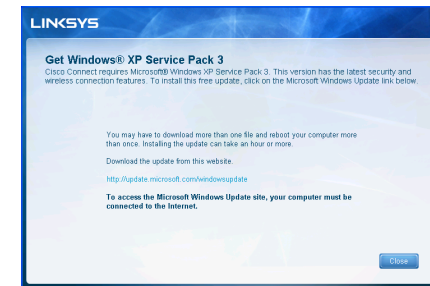 LINKSYS
Get Windows® XP Service Pack 3
Cisco Connect requires Microsoft® Windows XP Service Pack 3. This version has the latest security and
wireless connection features. To install this free update, click on the Microsoft Windows Update link below.
You may have to download more than one file and reboot your computer more
than once. Installing the update can take an hour or more.
Download the update from this website.
http://update.microsoft.com/windowsupdate
To access the Microsoft Windows Update site, your computer must be
connected to the Internet.
Close